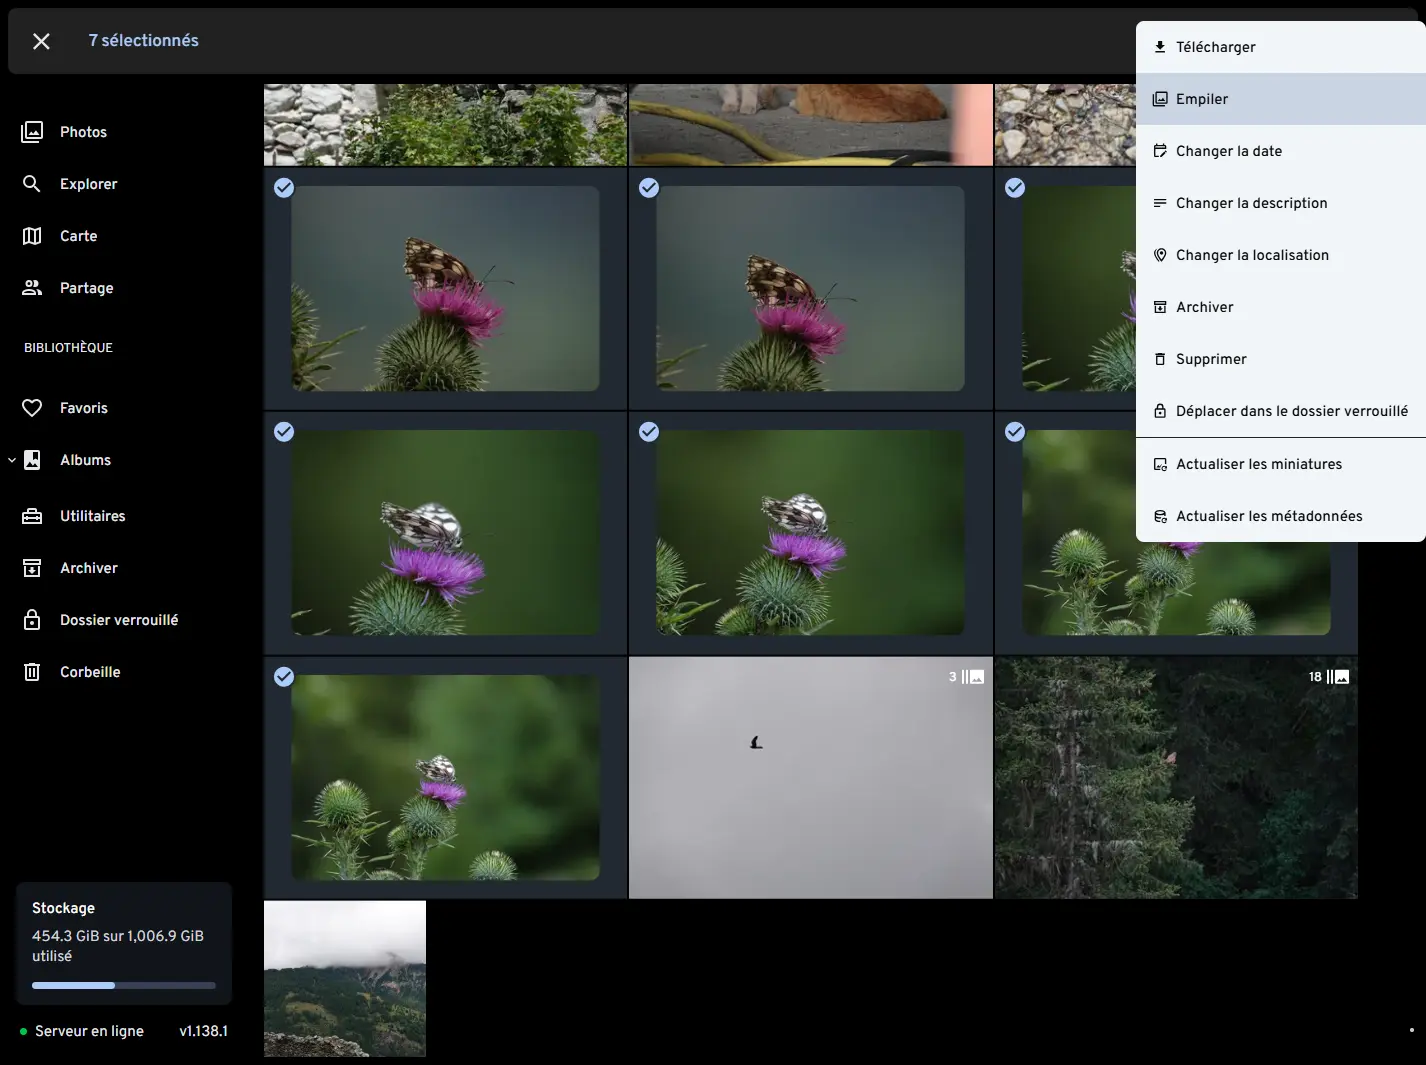 7 sélectionnés
Télécharger
Empiler
Changer la date
Changer la description
Changer la localisation
Archiver
Supprimer
Déplacer dans le dossier verrouillé
Actualiser les miniatures
Actualiser les métadonnées
Photos
Explorer
Carte
Partage
BIBLIOTHÈQUE
Favoris
Albums
Utilitaires
Archiver
Dossier verrouillé
Corbeille
3
18
Stockage
454.3 GiB sur 1,006.9 GiB
utilisé
Serveur en ligne v1.138.1